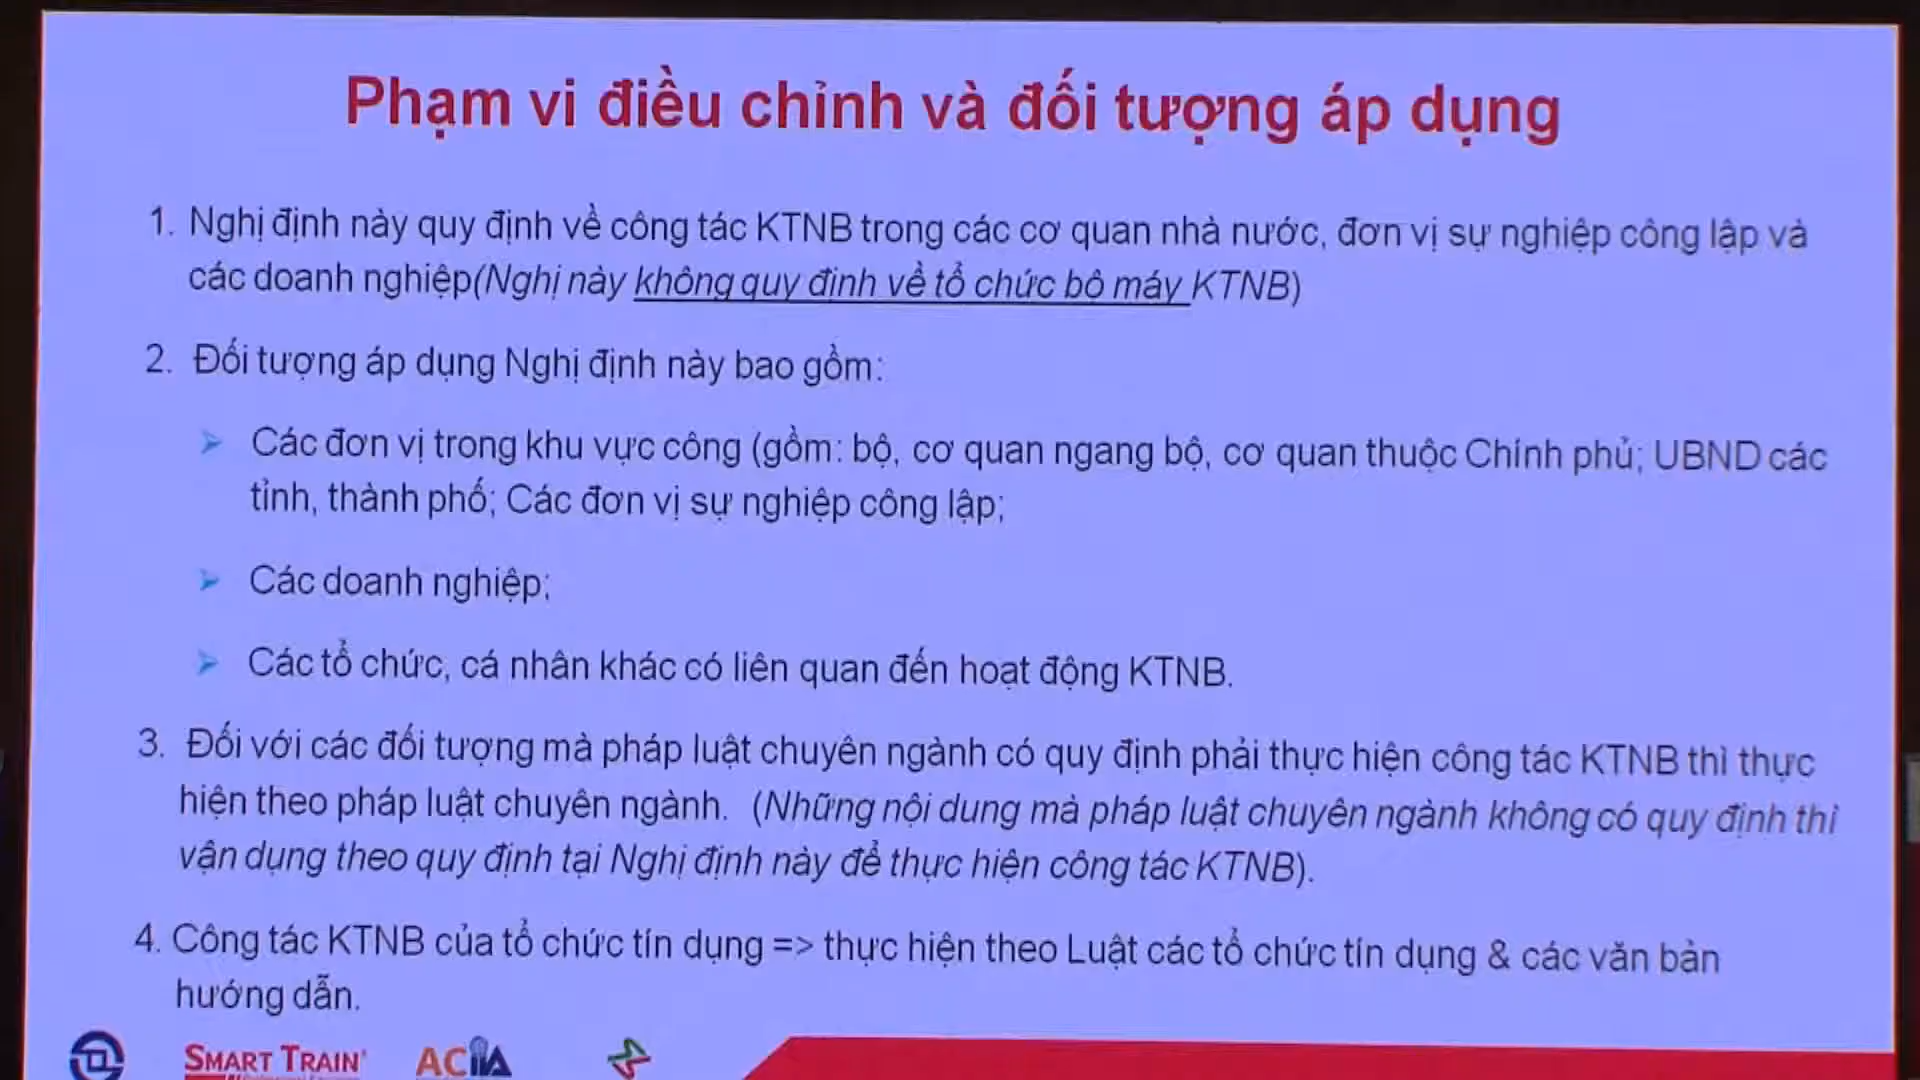 Phạm vi điều chỉnh và đối tượng áp dụng
1. Nghị định này quy định về công tác KTNB trong các cơ quan nhà nước, đơn vị sự nghiệp công lập và
các doanh nghiệp(Nghị này không quy định về tổ chức bộ máy KTNB)
2. Đối tượng áp dụng Nghị định này bao gồm:
➢ Các đơn vị trong khu vực công (gồm: bộ, cơ quan ngang bộ, cơ quan thuộc Chính phủ; UBND các
tỉnh, thành phố; Các đơn vị sự nghiệp công lập;
➢ Các doanh nghiệp;
➢ Các tổ chức, cá nhân khác có liên quan đến hoạt động KTNB.
3. Đối với các đối tượng mà pháp luật chuyên ngành có quy định phải thực hiện công tác KTNB thì thực
hiện theo pháp luật chuyên ngành. (Những nội dung mà pháp luật chuyên ngành không có quy định thì
vận dụng theo quy định tại Nghị định này để thực hiện công tác KTNB).
4. Công tác KTNB của tổ chức tín dụng => thực hiện theo Luật các tổ chức tín dụng & các văn bản
hướng dẫn.
SMART TRAIN ACIIA